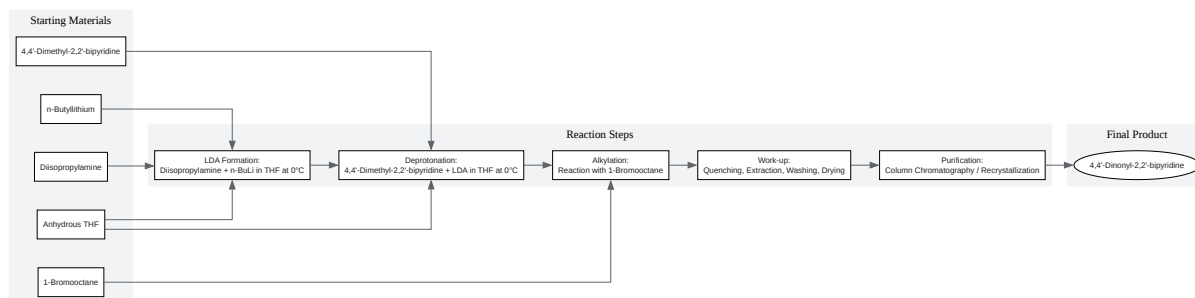 Starting Materials
4,4'-Dimethyl-2,2'-bipyridine
n-Butyllithium
Diisopropylamine
Anhydrous THF
1-Bromooctane
Reaction Steps
LDA Formation:
Diisopropylamine + n-BuLi in THF at 0°C
Deprotonation:
4,4'-Dimethyl-2,2'-bipyridine + LDA in THF at 0°C
Alkylation:
Reaction with 1-Bromooctane
Work-up:
Quenching, Extraction, Washing, Drying
Purification:
Column Chromatography / Recrystallization
Final Product
4,4'-Dinonyl-2,2'-bipyridine